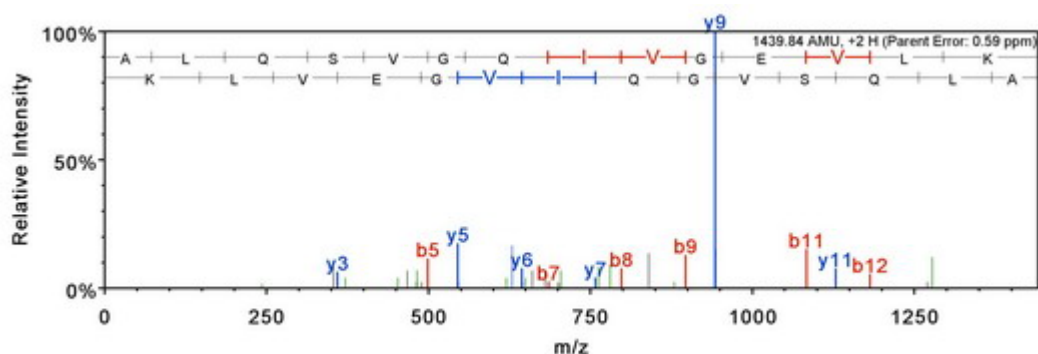 y9
100%
1439.84 AMU, +2 H (Parent Error: 0.59 ppm)
A L Q S V G Q I V G E V L K
K L V E G V I Q G V S Q L A
Relative Intensity
50%
0%
y3
b5
y5
y6
b7
y7
b8
b9
b11
y11
b12
0 250 500 750 1000 1250
m/z